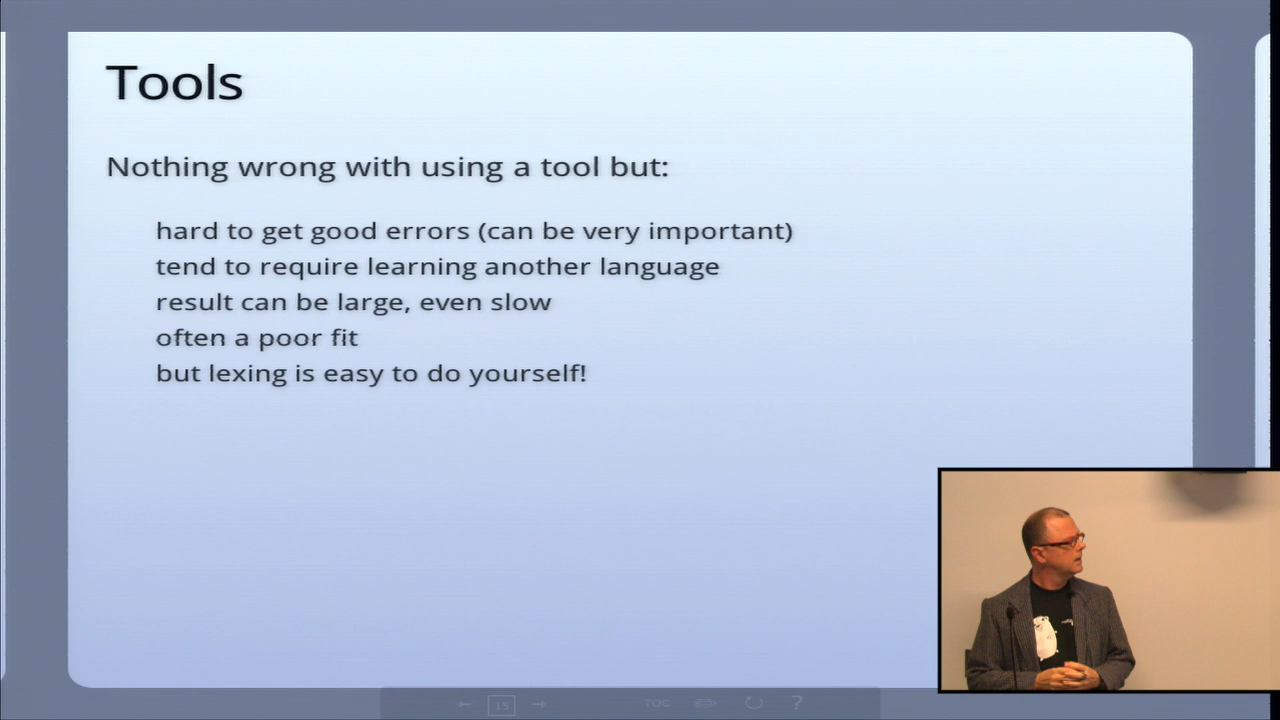 Tools
Nothing wrong with using a tool but:
hard to get good errors (can be very important)
tend to require learning another language
result can be large, even slow
often a poor fit
but lexing is easy to do yourself!
15
TOC
?